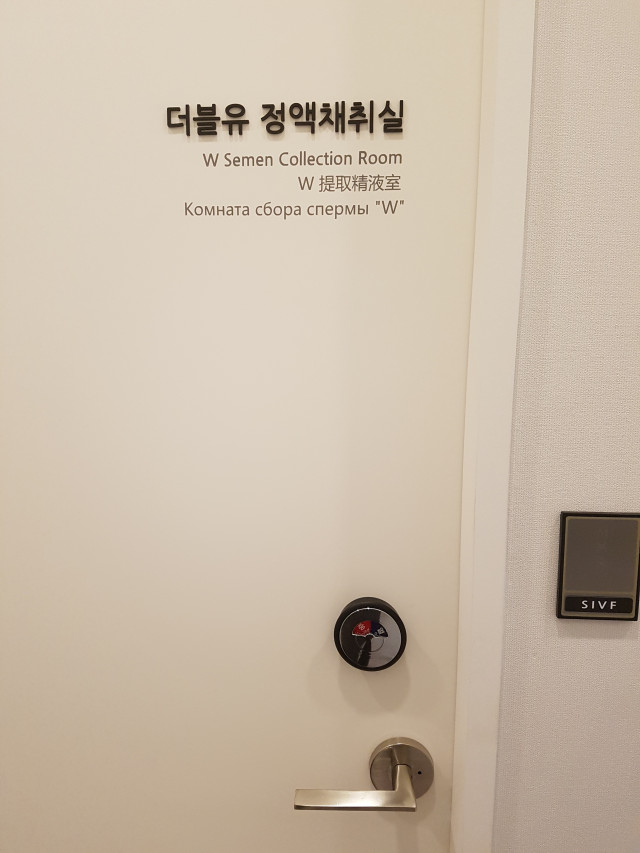 더블유 정액채취실
W Semen Collection Room
W 提取精液室
Комната сбора спермы "W"
SIVF